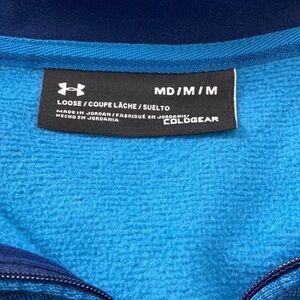 MD/M/M
LOOSE/COUPE LÂCHE/SUELTO
MADE IN JORDAN/FABRIQUÉ EN JORDANIE/
HECHO EN JORDANIA
COLDGEAR